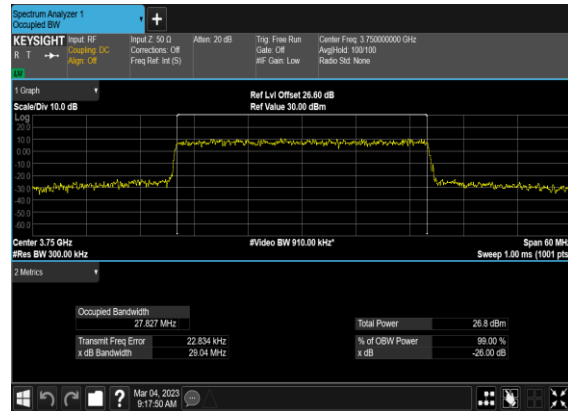 Spectrum Analyzer 1
Occupied BW
+
KEYSIGHT
R T
Input: RF
Coupling: DC
Align: Off
Input Z: 50 Ω
Corrections: Off
Freq Ref: Int (S)
Atten: 20 dB
Trig: Free Run
Gate: Off
#IF Gain: Low
Center Freq: 3.750000000 GHz
Avg|Hold: 100/100
Radio Std: None
1 Graph
Scale/Div 10.0 dB
Ref Lvl Offset 26.60 dB
Ref Value 30.00 dBm
Log
20.0
10.0
0.00
-10.0
-20.0
-30.0
-40.0
-50.0
-60.0
Center 3.75 GHz
#Res BW 300.00 kHz
#Video BW 910.00 kHz*
Span 60 MHz
Sweep 1.00 ms (1001 pts)
2 Metrics
Occupied Bandwidth
27.827 MHz
Transmit Freq Error 22.834 kHz
x dB Bandwidth 29.04 MHz
Total Power 26.8 dBm
% of OBW Power 99.00 %
x dB -26.00 dB
?
Mar 04, 2023
9:17:50 AM